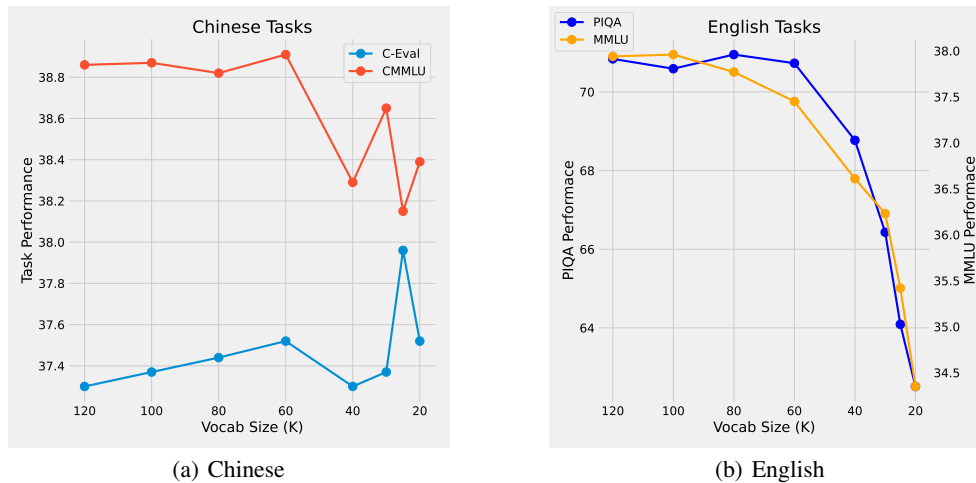 Chinese Tasks
C-Eval
CMMLU
38.8
38.6
38.4
38.2
38.0
37.8
37.6
37.4
Task Performance
120 100 80 60 40 20
Vocab Size (K)
(a) Chinese
English Tasks
PIQA
MMLU
70
68
66
64
PIQA Performace
38.0
37.5
37.0
36.5
36.0
35.5
35.0
34.5
MMLU Performace
120 100 80 60 40 20
Vocab Size (K)
(b) English